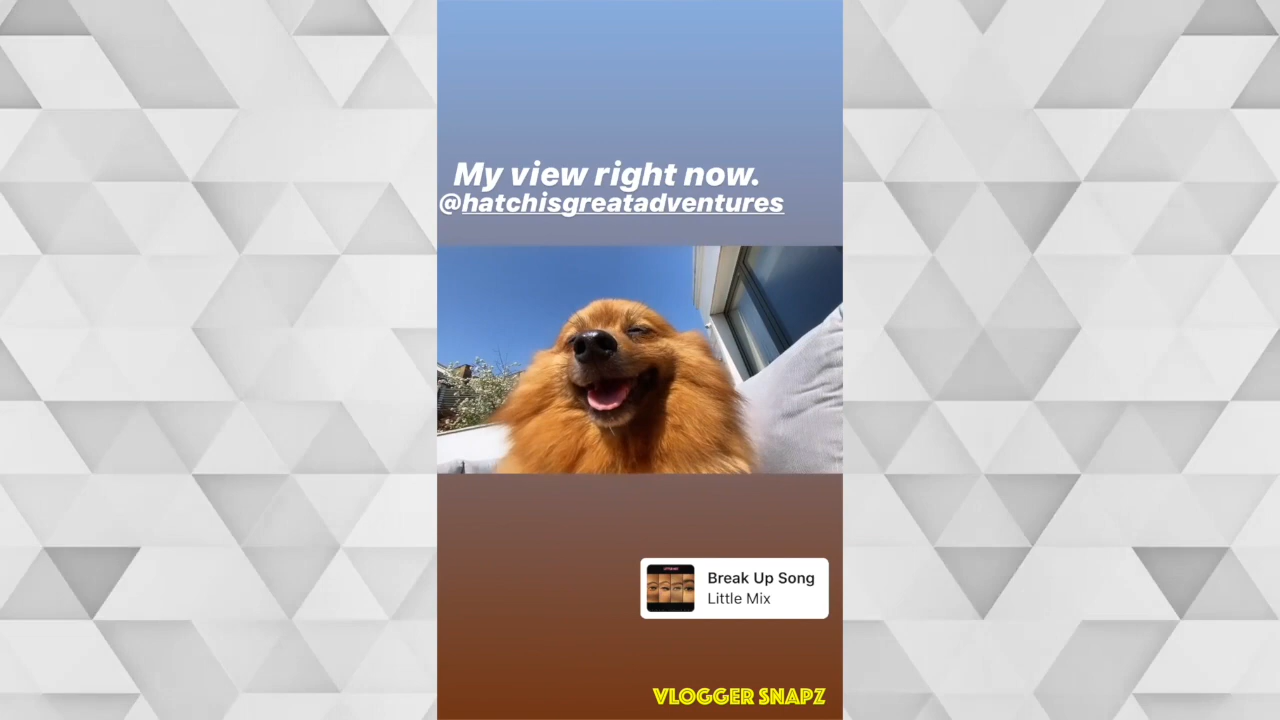 My view right now.
@hatchisgreatadventures
Break Up Song
Little Mix
VLOGGER SNAPZ